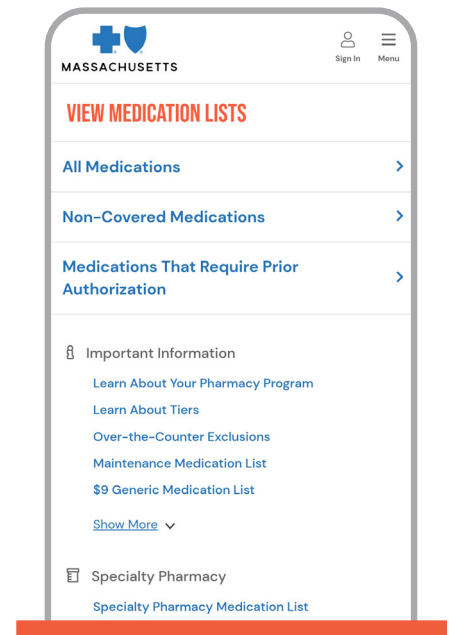 MASSACHUSETTS
Sign In
Menu
VIEW MEDICATION LISTS
All Medications
Non-Covered Medications
Medications That Require Prior
Authorization
Important Information
Learn About Your Pharmacy Program
Learn About Tiers
Over-the-Counter Exclusions
Maintenance Medication List
$9 Generic Medication List
Show More
Specialty Pharmacy
Specialty Pharmacy Medication List